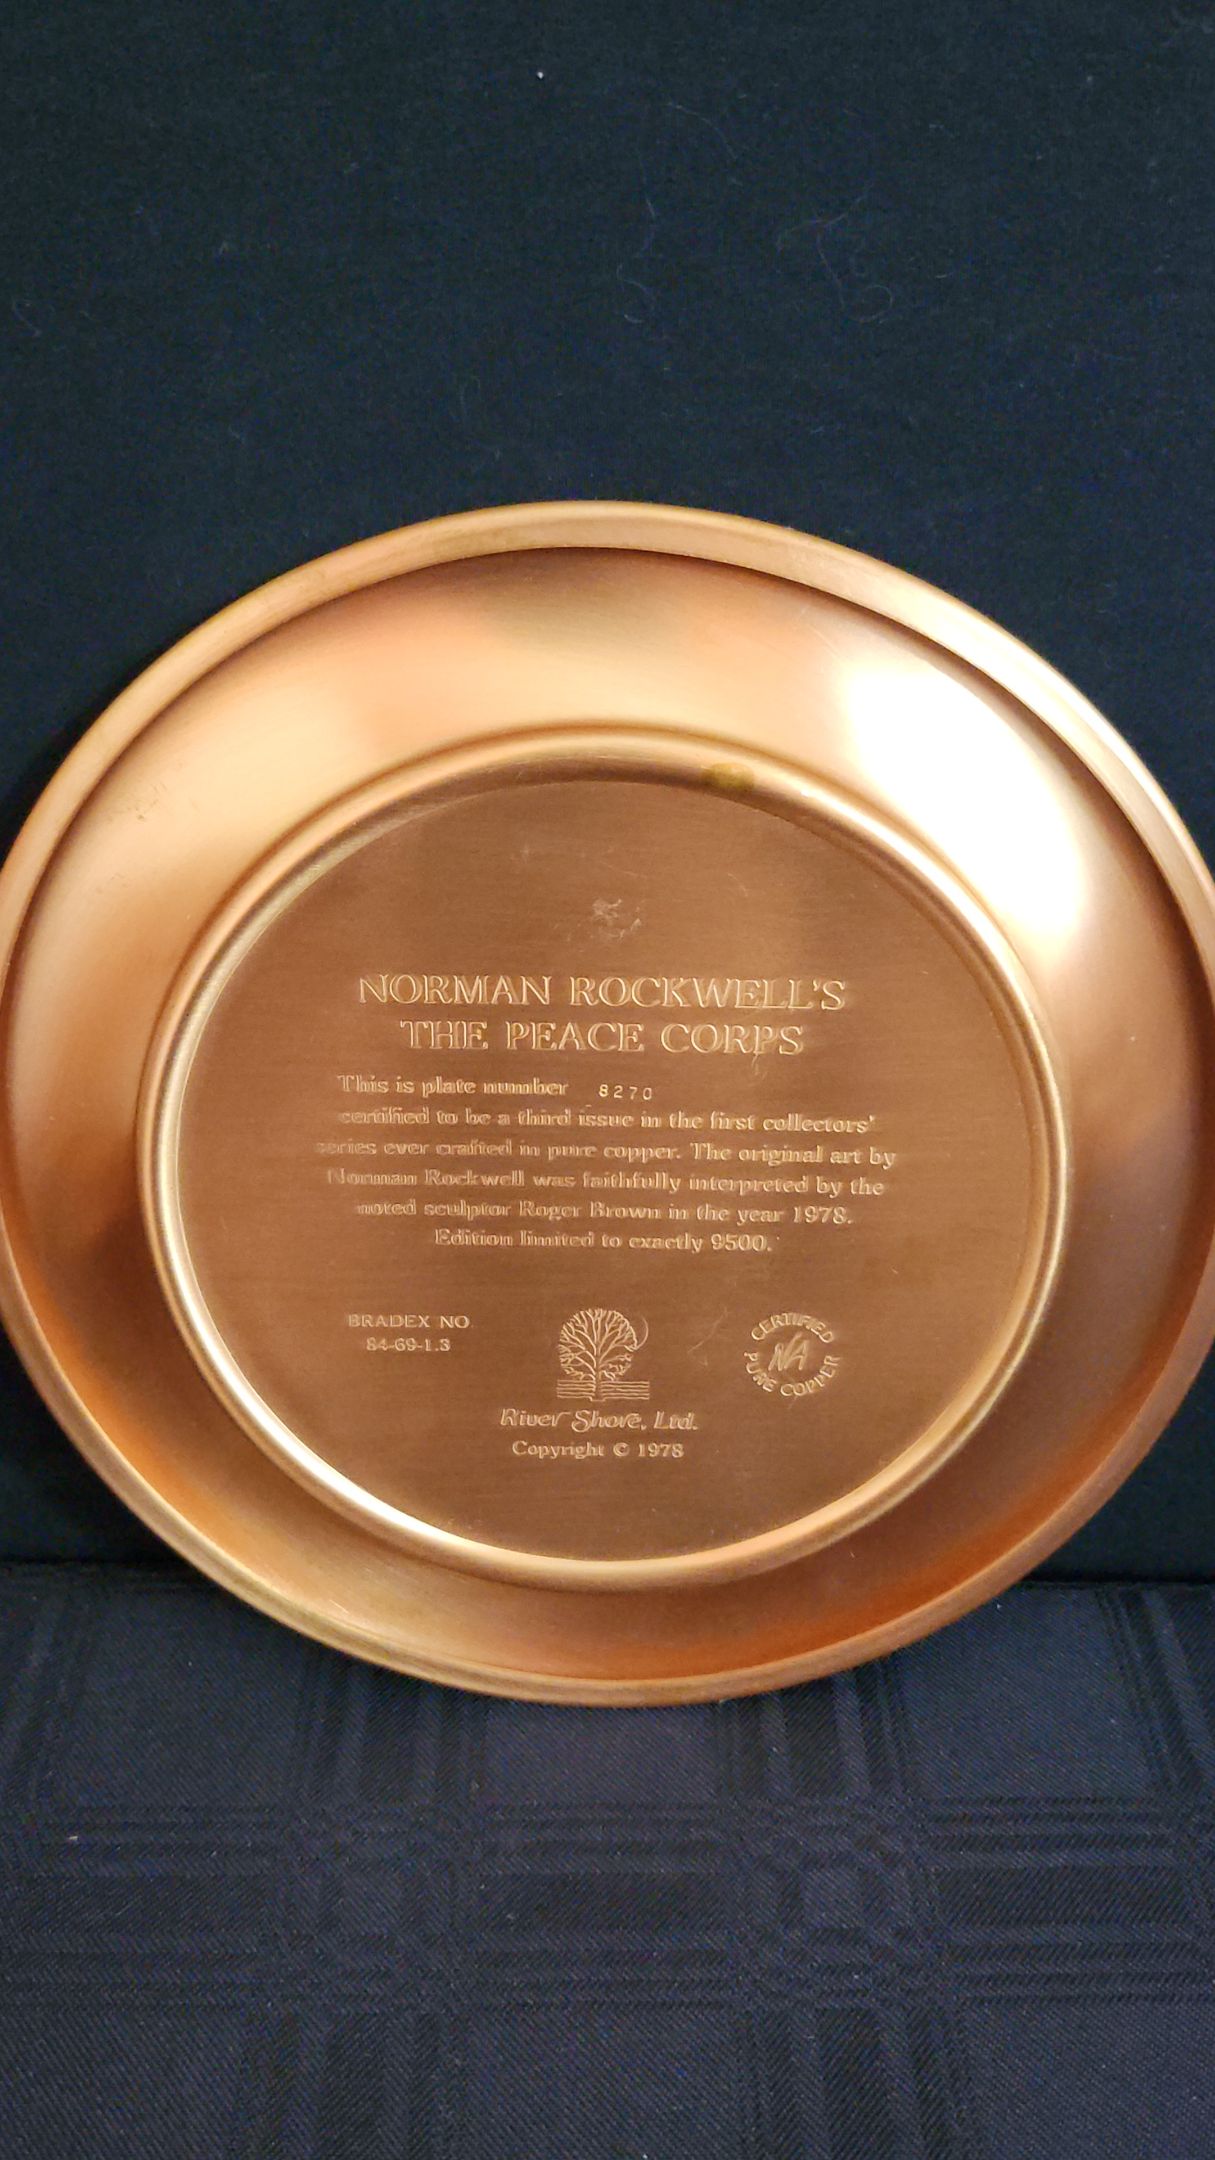 NORMAN ROCKWELL'S
THE PEACE CORPS
This is plate number 8270
certified to be a third issue in the first collectors'
series ever crafted in pure copper. The original art by
Norman Rockwell was faithfully interpreted by the
noted sculptor Roger Brown in the year 1978.
Edition limited to exactly 9500.
BRADEX NO.
84-69-1.3
CERTIFIED
NA
PURE COPPER
River Shore, Ltd.
Copyright © 1978